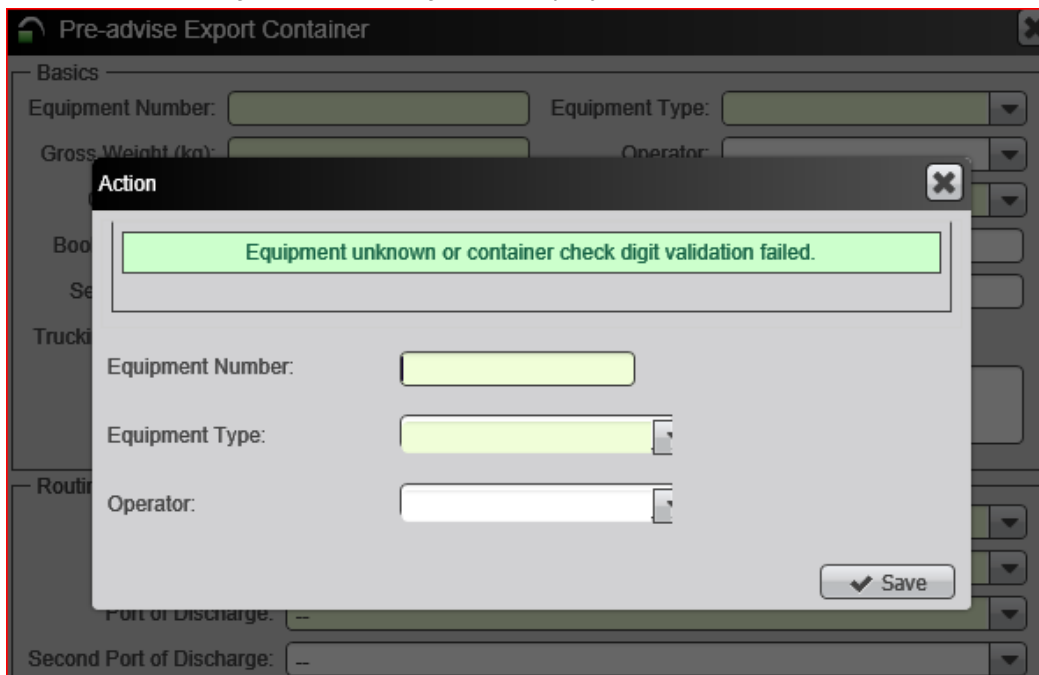 Pre-advise Export Container
Basics
Equipment Number: Equipment Type:
Gross Weight (kg): Operator:
Action
Equipment unknown or container check digit validation failed.
Equipment Number:
Equipment Type:
Operator:
Save
Port of Discharge: --
Second Port of Discharge: --